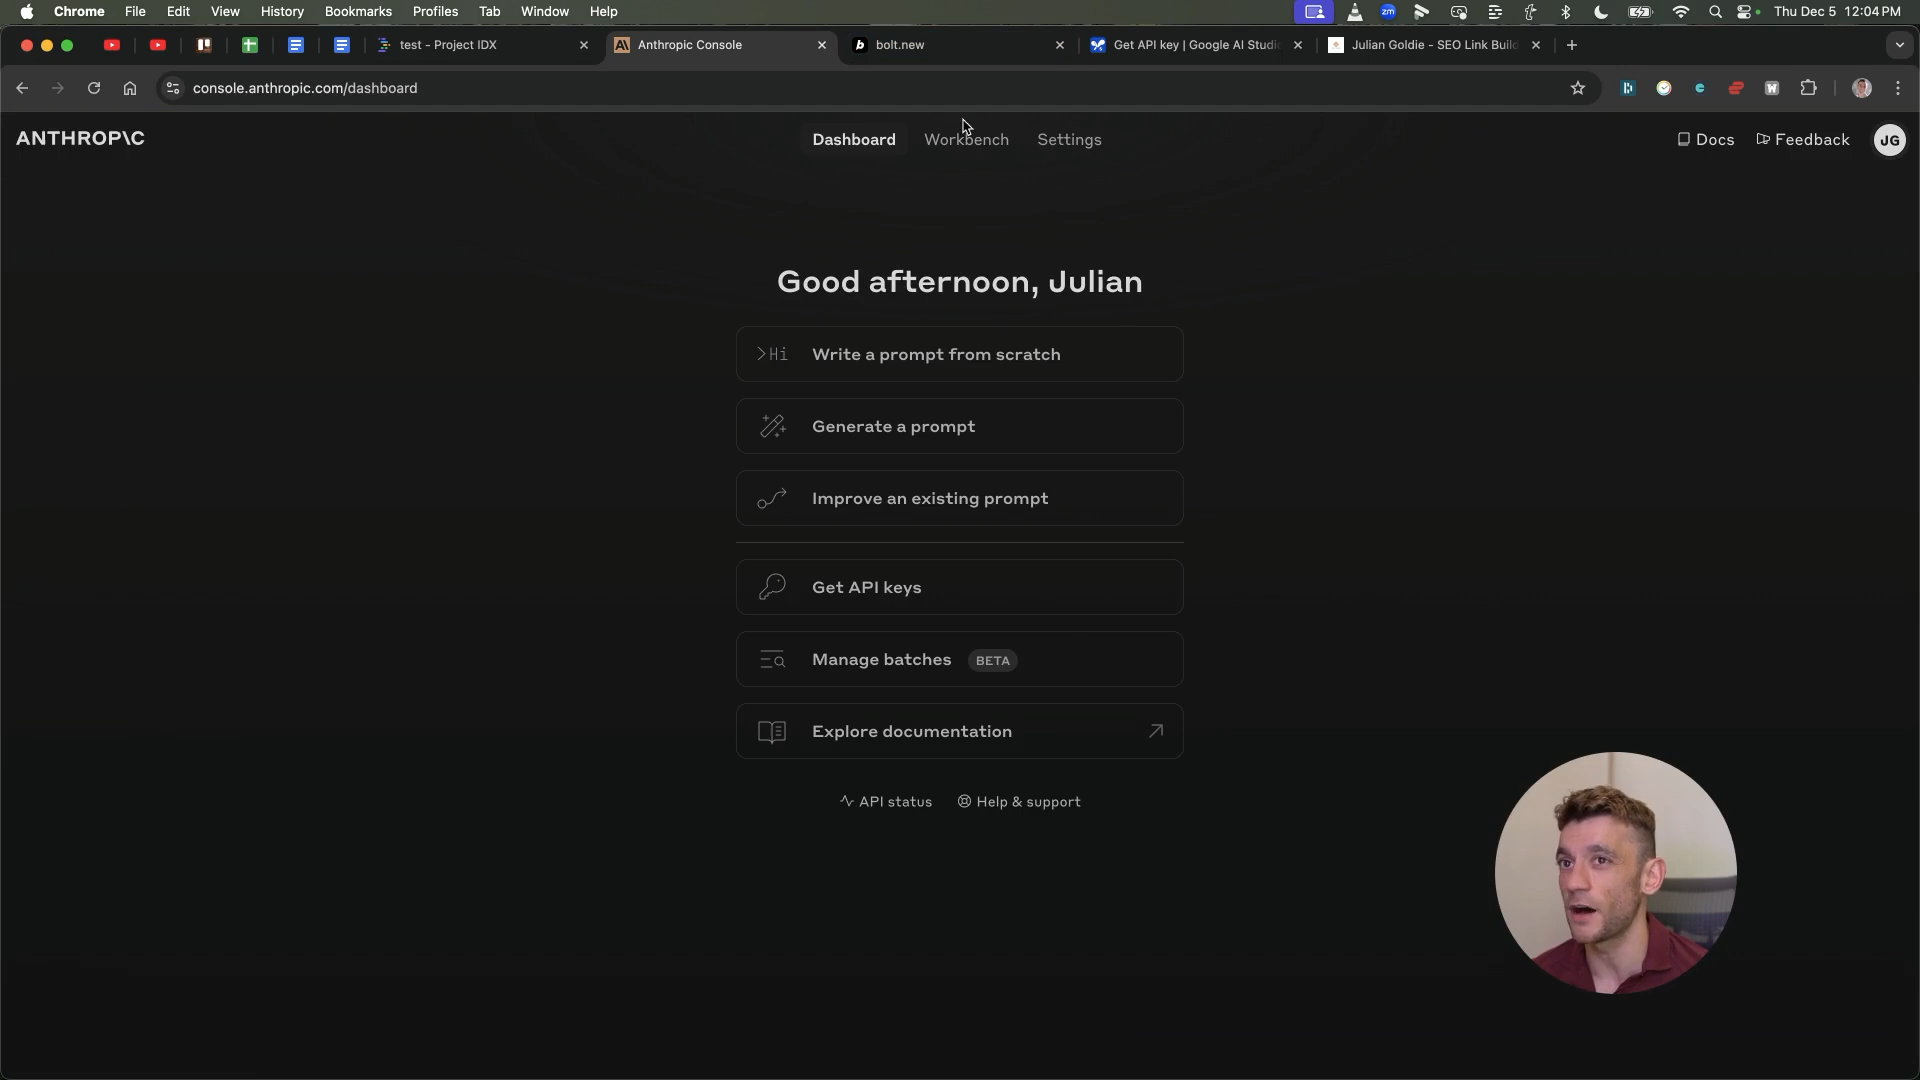 Chrome File Edit View History Bookmarks Profiles Tab Window Help zm Thu Dec 5 12:04 PM
test - Project IDX Anthropic Console bolt.new Get API key | Google AI Studio Julian Goldie - SEO Link Build
console.anthropic.com/dashboard
ANTHROP\C Dashboard Workbench Settings Docs Feedback JG
Good afternoon, Julian
>Hi Write a prompt from scratch
Generate a prompt
Improve an existing prompt
Get API keys
Manage batches BETA
Explore documentation
API status Help & support